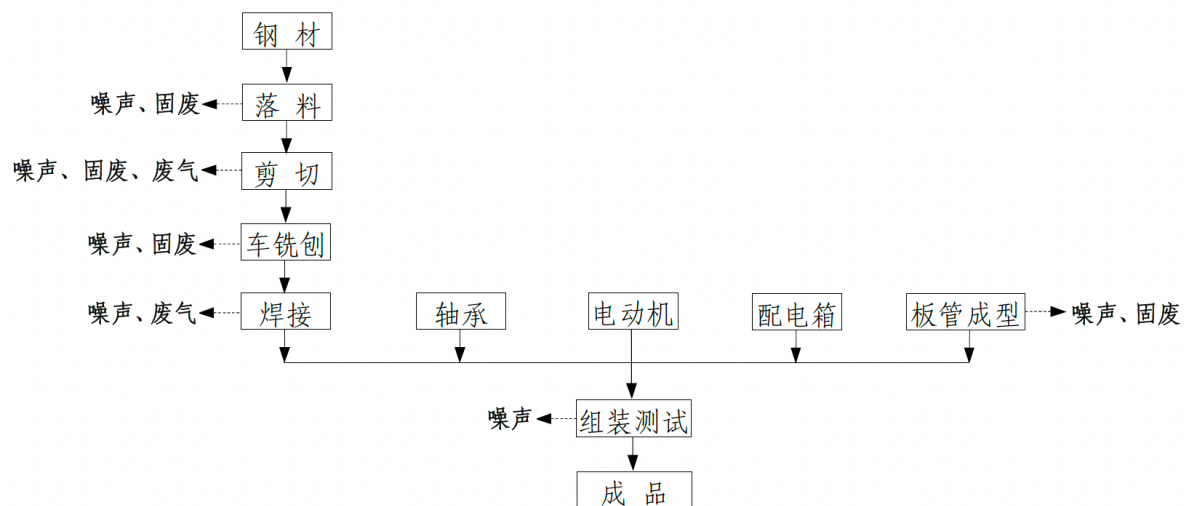 钢 材
噪声、固废 落 料
噪声、固废、废气 剪 切
噪声、固废 车铣刨
噪声、废气 焊接 轴承 电动机 配电箱 板管成型 噪声、固废
噪声 组装测试
成 品